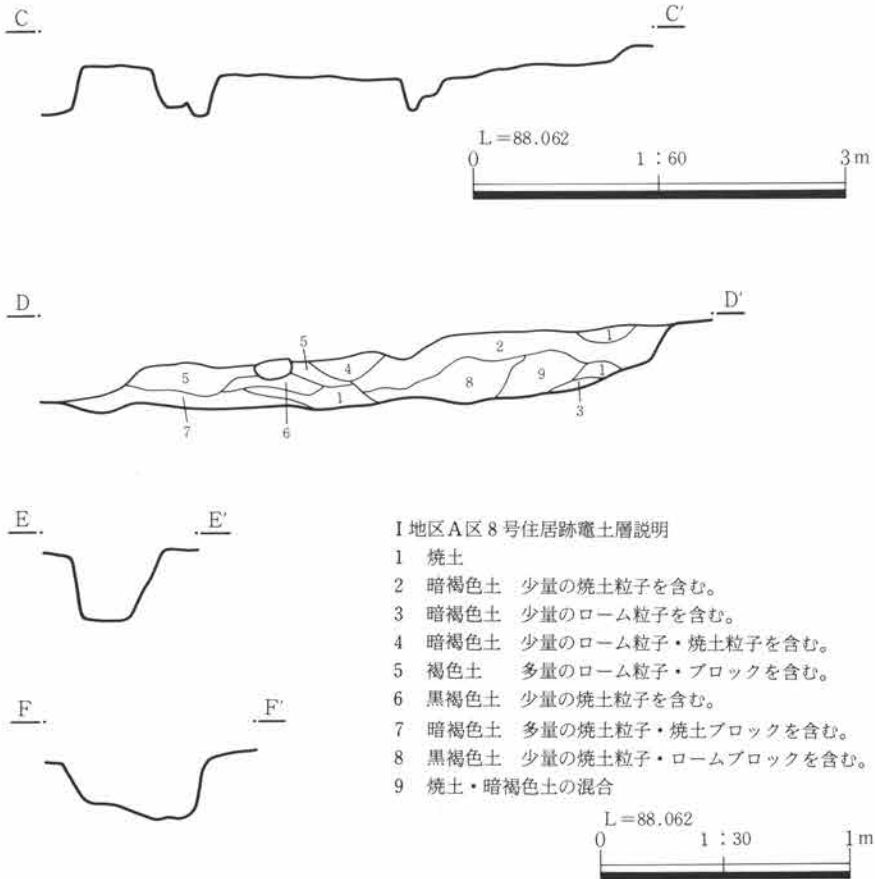 C C′
L＝88.062
0 1：60 3m
D D′
1
2
5
5 4
9 1
8
1
7 6 3
E E′
I地区A区8号住居跡竈土層説明
1 焼土
2 暗褐色土 少量の焼土粒子を含む。
3 暗褐色土 少量のローム粒子を含む。
4 暗褐色土 少量のローム粒子・焼土粒子を含む。
5 褐色土 多量のローム粒子・ブロックを含む。
6 黒褐色土 少量の焼土粒子を含む。
7 暗褐色土 多量の焼土粒子・焼土ブロックを含む。
8 黒褐色土 少量の焼土粒子・ロームブロックを含む。
9 焼土・暗褐色土の混合
F F′
L＝88.062
0 1：30 1m